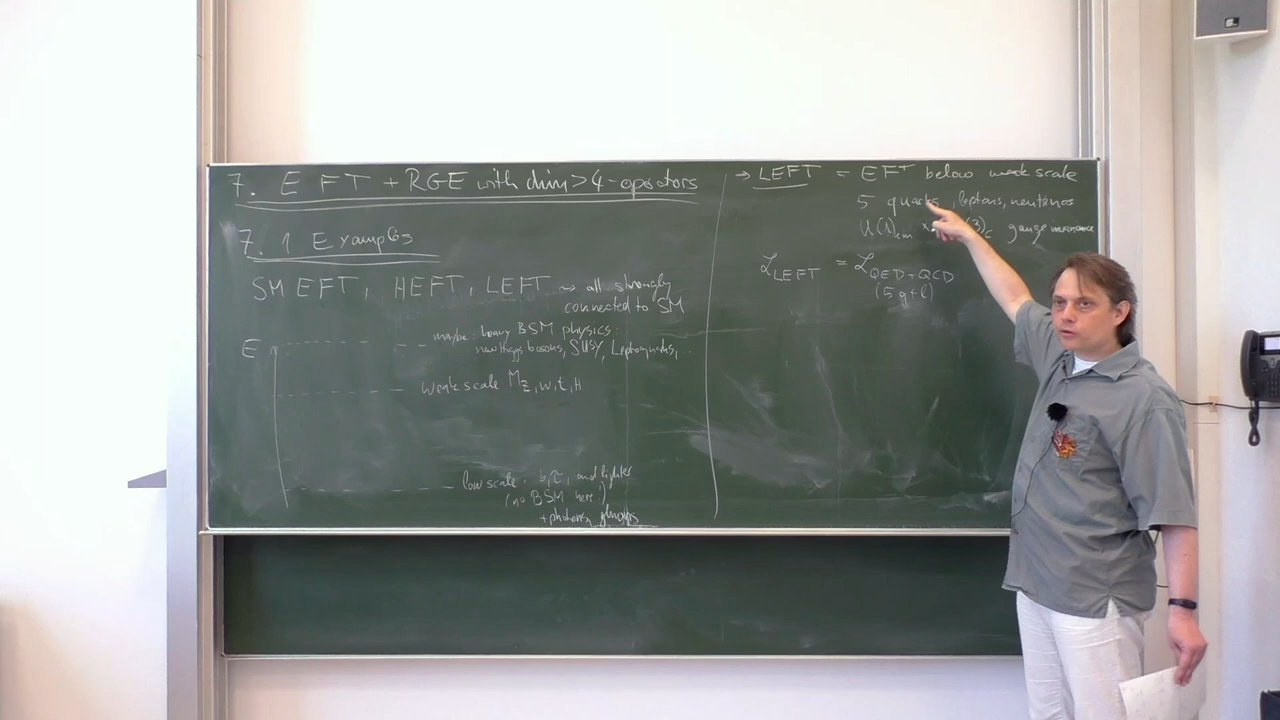 7. EFT + RGE with dim>4-operators
7.1 Examples
SMEFT, HEFT, LEFT ⇝ all strongly
connected to SM
E
maybe: heavy BSM physics:
new Higgs bosons, SUSY, Leptoquarks,
weak scale M_Z,W,t,H
low scale: b,τ, and lighter
(no BSM here!)
+photons, gluons
→ LEFT = EFT below weak scale
5 quarks, leptons, neutrinos
U(1)_em × (3)_C gauge invariance
ℒ_LEFT = ℒ_QED+QCD
(5q+l)